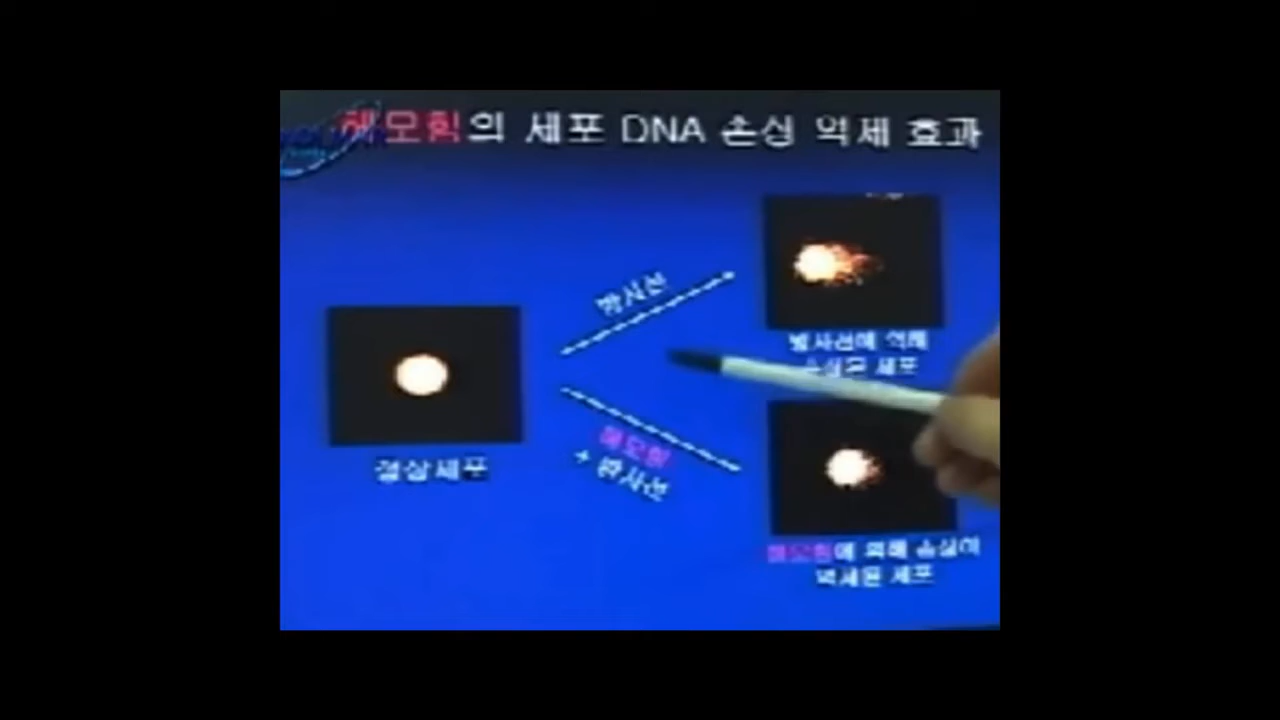 헤모힘의 세포 DNA 손상 억제 효과
방사선
방사선에 의해
손상된 세포
정상세포
헤모힘
+ 방사선
헤모힘에 의해 손상이
억제된 세포